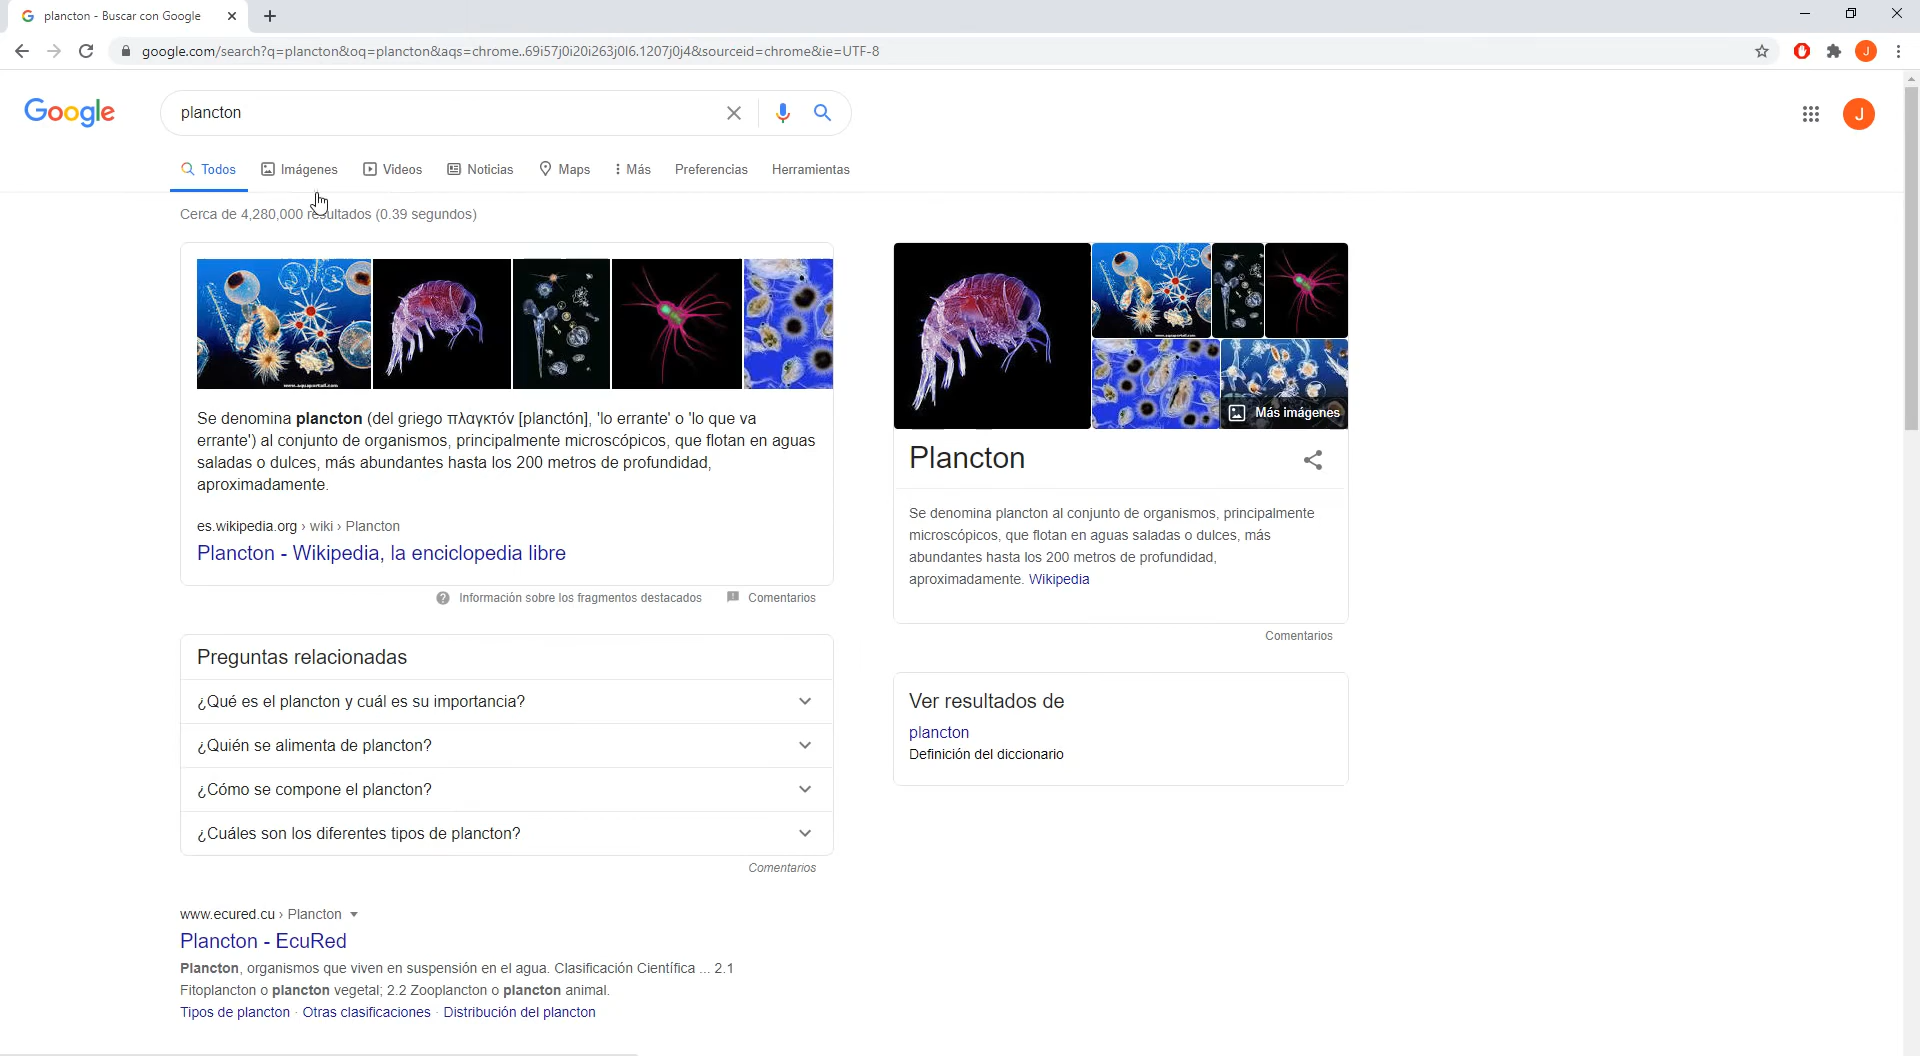 plancton - Buscar con Google
google.com/search?q=plancton&oq=plancton&aqs=chrome..69i57j0i20i263j0l6.1207j0j4&sourceid=chrome&ie=UTF-8
J
Google
plancton
J
Todos Imágenes Videos Noticias Maps Más Preferencias Herramientas
Cerca de 4,280,000 resultados (0.39 segundos)
www.aquaportail.com
Se denomina plancton (del griego πλαγκτόν [planctón], 'lo errante' o 'lo que va
errante') al conjunto de organismos, principalmente microscópicos, que flotan en aguas
saladas o dulces, más abundantes hasta los 200 metros de profundidad,
aproximadamente.
es.wikipedia.org › wiki › Plancton
Plancton - Wikipedia, la enciclopedia libre
Información sobre los fragmentos destacados Comentarios
Preguntas relacionadas
¿Qué es el plancton y cuál es su importancia?
¿Quién se alimenta de plancton?
¿Cómo se compone el plancton?
¿Cuáles son los diferentes tipos de plancton?
Comentarios
www.ecured.cu › Plancton
Plancton - EcuRed
Plancton, organismos que viven en suspensión en el agua. Clasificación Científica ... 2.1
Fitoplancton o plancton vegetal; 2.2 Zooplancton o plancton animal.
Tipos de plancton · Otras clasificaciones · Distribución del plancton
www.aquaportail.com
Más imágenes
Plancton
Se denomina plancton al conjunto de organismos, principalmente
microscópicos, que flotan en aguas saladas o dulces, más
abundantes hasta los 200 metros de profundidad,
aproximadamente. Wikipedia
Comentarios
Ver resultados de
plancton
Definición del diccionario